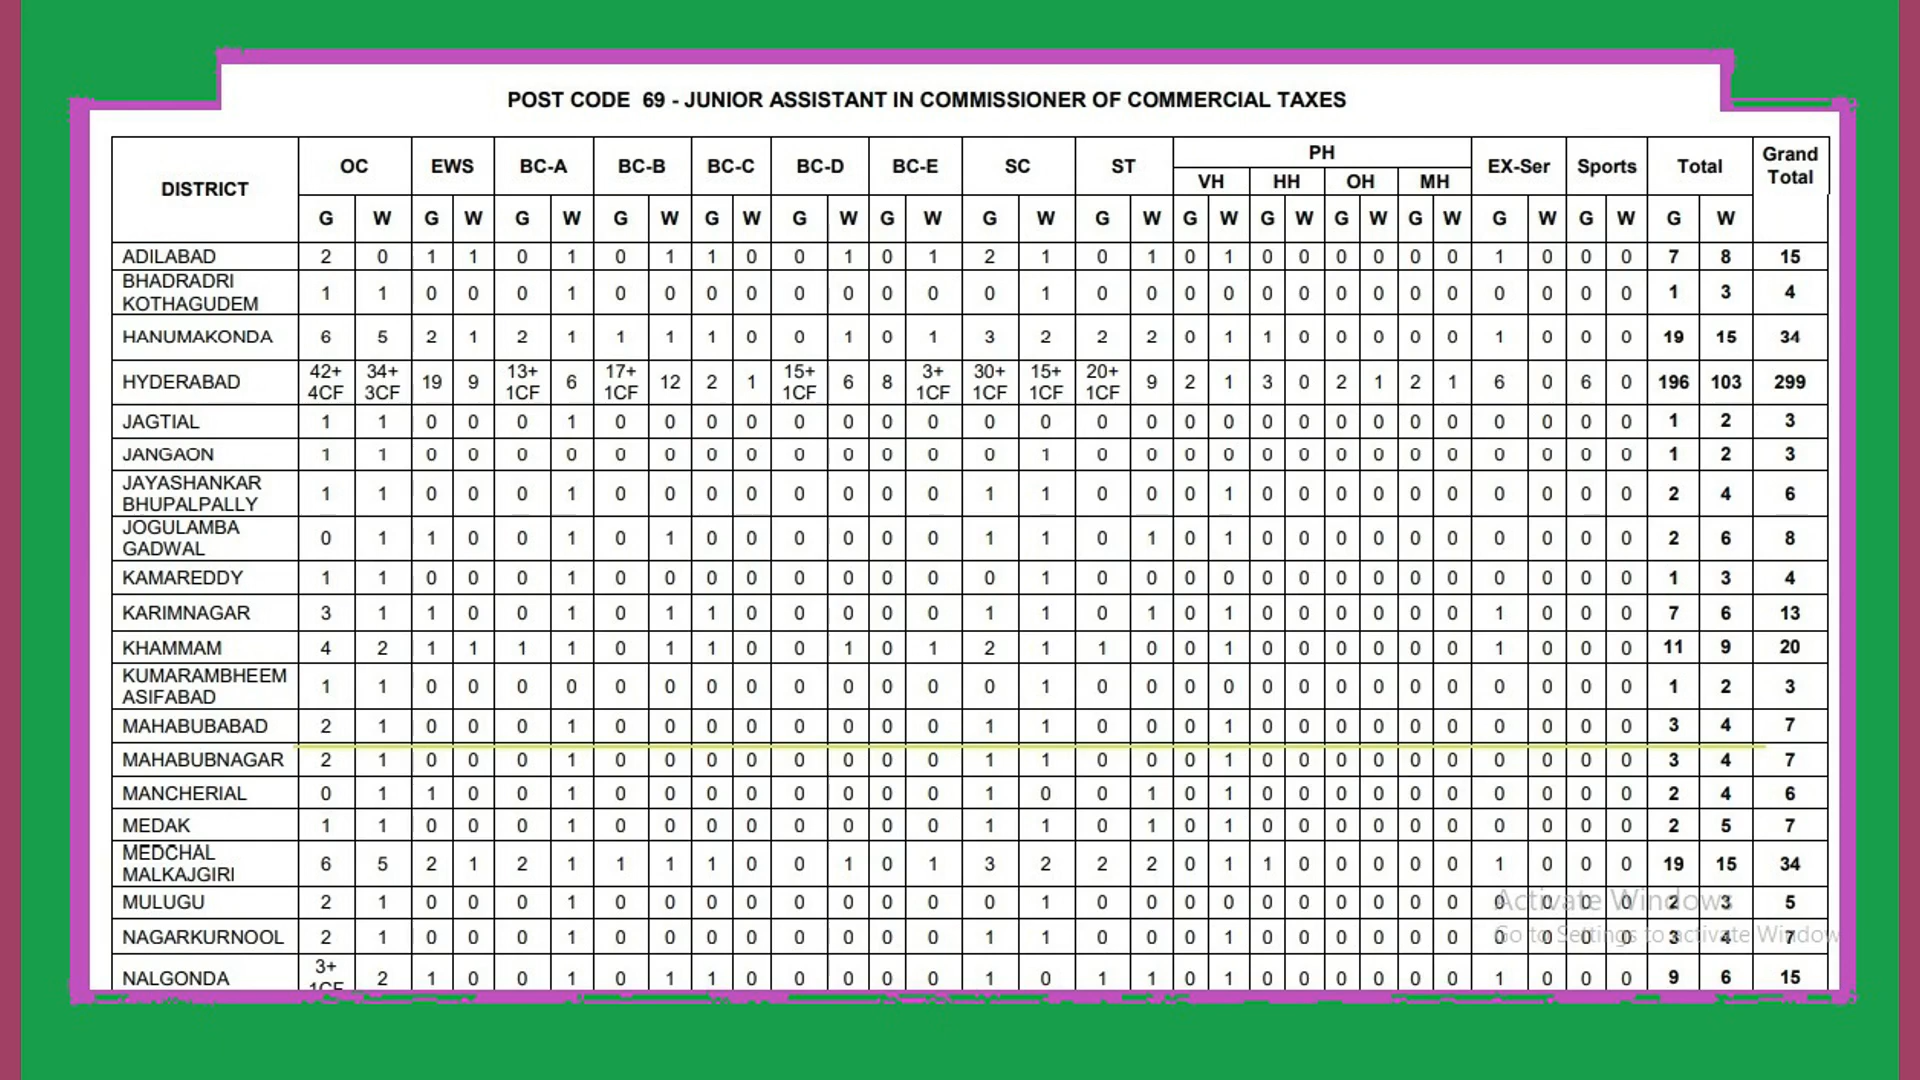 POST CODE 69 - JUNIOR ASSISTANT IN COMMISSIONER OF COMMERCIAL TAXES
DISTRICT OC EWS BC-A BC-B BC-C BC-D BC-E SC ST PH EX-Ser Sports Total Grand Total
VH HH OH MH
G W G W G W G W G W G W G W G W G W G W G W G W G W G W G W G W
ADILABAD 2 0 1 1 0 1 0 1 1 0 0 1 0 1 2 1 0 1 0 1 0 0 0 0 0 0 1 0 0 0 7 8 15
BHADRADRI KOTHAGUDEM 1 1 0 0 0 1 0 0 0 0 0 0 0 0 0 1 0 0 0 0 0 0 0 0 0 0 0 0 0 0 1 3 4
HANUMAKONDA 6 5 2 1 2 1 1 1 1 0 0 1 0 1 3 2 2 2 0 1 1 0 0 0 0 0 1 0 0 0 19 15 34
HYDERABAD 42+ 4CF 34+ 3CF 19 9 13+ 1CF 6 17+ 1CF 12 2 1 15+ 1CF 6 8 3+ 1CF 30+ 1CF 15+ 1CF 20+ 1CF 9 2 1 3 0 2 1 2 1 6 0 6 0 196 103 299
JAGTIAL 1 1 0 0 0 1 0 0 0 0 0 0 0 0 0 0 0 0 0 0 0 0 0 0 0 0 0 0 0 0 1 2 3
JANGAON 1 1 0 0 0 0 0 0 0 0 0 0 0 0 0 1 0 0 0 0 0 0 0 0 0 0 0 0 0 0 1 2 3
JAYASHANKAR BHUPALPALLY 1 1 0 0 0 1 0 0 0 0 0 0 0 0 1 1 0 0 0 1 0 0 0 0 0 0 0 0 0 0 2 4 6
JOGULAMBA GADWAL 0 1 1 0 0 1 0 1 0 0 0 0 0 0 1 1 0 1 0 1 0 0 0 0 0 0 0 0 0 0 2 6 8
KAMAREDDY 1 1 0 0 0 1 0 0 0 0 0 0 0 0 0 1 0 0 0 0 0 0 0 0 0 0 0 0 0 0 1 3 4
KARIMNAGAR 3 1 1 0 0 1 0 1 1 0 0 0 0 0 1 1 0 1 0 1 0 0 0 0 0 0 1 0 0 0 7 6 13
KHAMMAM 4 2 1 1 1 1 0 1 1 0 0 1 0 1 2 1 1 0 0 1 0 0 0 0 0 0 1 0 0 0 11 9 20
KUMARAMBHEEM ASIFABAD 1 1 0 0 0 0 0 0 0 0 0 0 0 0 0 1 0 0 0 0 0 0 0 0 0 0 0 0 0 0 1 2 3
MAHABUBABAD 2 1 0 0 0 1 0 0 0 0 0 0 0 0 1 1 0 0 0 1 0 0 0 0 0 0 0 0 0 0 3 4 7
MAHABUBNAGAR 2 1 0 0 0 1 0 0 0 0 0 0 0 0 1 1 0 0 0 1 0 0 0 0 0 0 0 0 0 0 3 4 7
MANCHERIAL 0 1 1 0 0 1 0 0 0 0 0 0 0 0 1 0 0 1 0 1 0 0 0 0 0 0 0 0 0 0 2 4 6
MEDAK 1 1 0 0 0 1 0 0 0 0 0 0 0 0 1 1 0 1 0 1 0 0 0 0 0 0 0 0 0 0 2 5 7
MEDCHAL MALKAJGIRI 6 5 2 1 2 1 1 1 1 0 0 1 0 1 3 2 2 2 0 1 1 0 0 0 0 0 1 0 0 0 19 15 34
MULUGU 2 1 0 0 0 1 0 0 0 0 0 0 0 0 0 1 0 0 0 0 0 0 0 0 0 0 0 0 0 0 2 3 5
NAGARKURNOOL 2 1 0 0 0 1 0 0 0 0 0 0 0 0 1 1 0 0 0 1 0 0 0 0 0 0 0 0 0 0 3 4 7
NALGONDA 3+ 1CF 2 1 0 0 1 0 1 1 0 0 0 0 0 1 0 1 1 0 1 0 0 0 0 0 0 1 0 0 0 9 6 15
Activate Windows
Go to Settings to activate Window